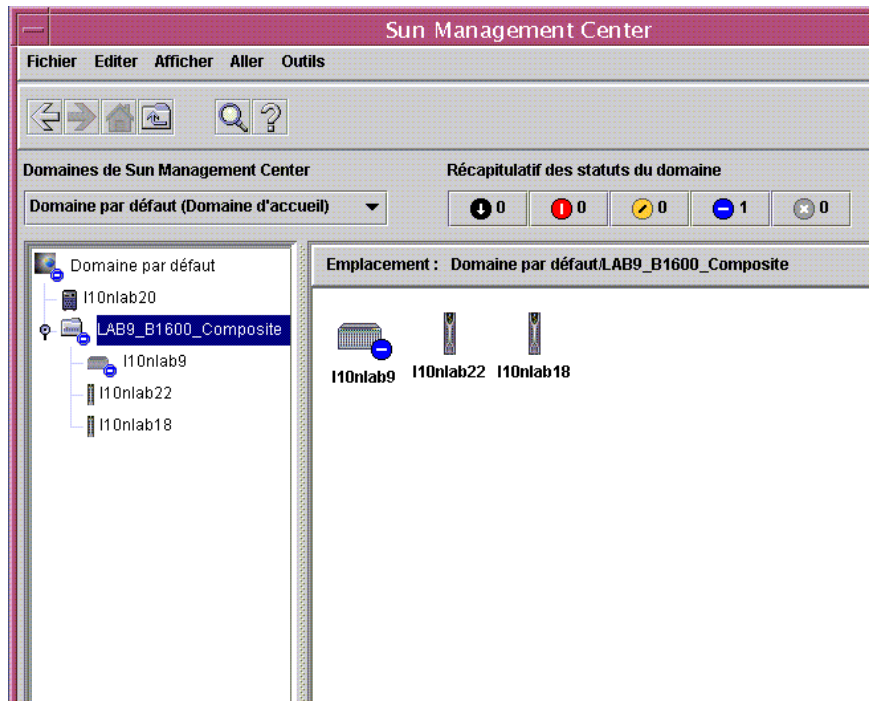 Sun Management Center
Fichier Editer Afficher Aller Outils
Domaines de Sun Management Center
Récapitulatif des statuts du domaine
Domaine par défaut (Domaine d'accueil)
0 0 0 1 0
Domaine par défaut
l10nlab20
LAB9_B1600_Composite
l10nlab9
l10nlab22
l10nlab18
Emplacement : Domaine par défaut/LAB9_B1600_Composite
l10nlab9 l10nlab22 l10nlab18